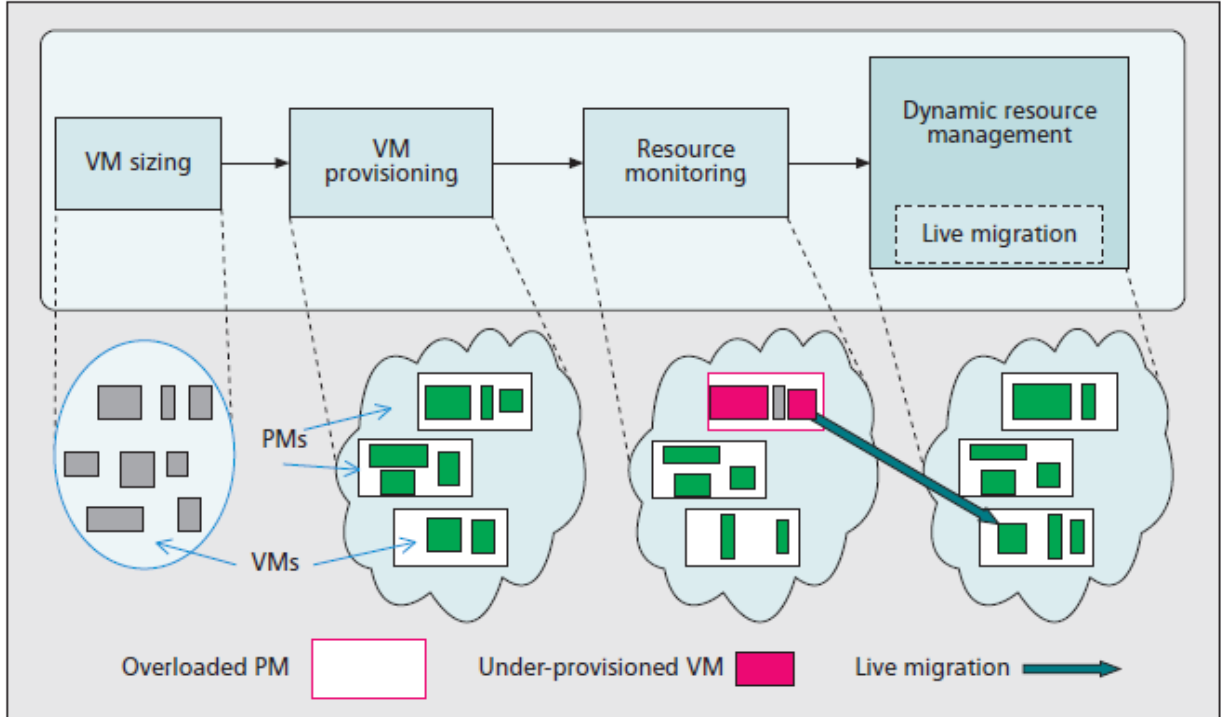 VM sizing
VM
provisioning
Resource
monitoring
Dynamic resource
management
Live migration
PMs
VMs
Overloaded PM
Under-provisioned VM
Live migration